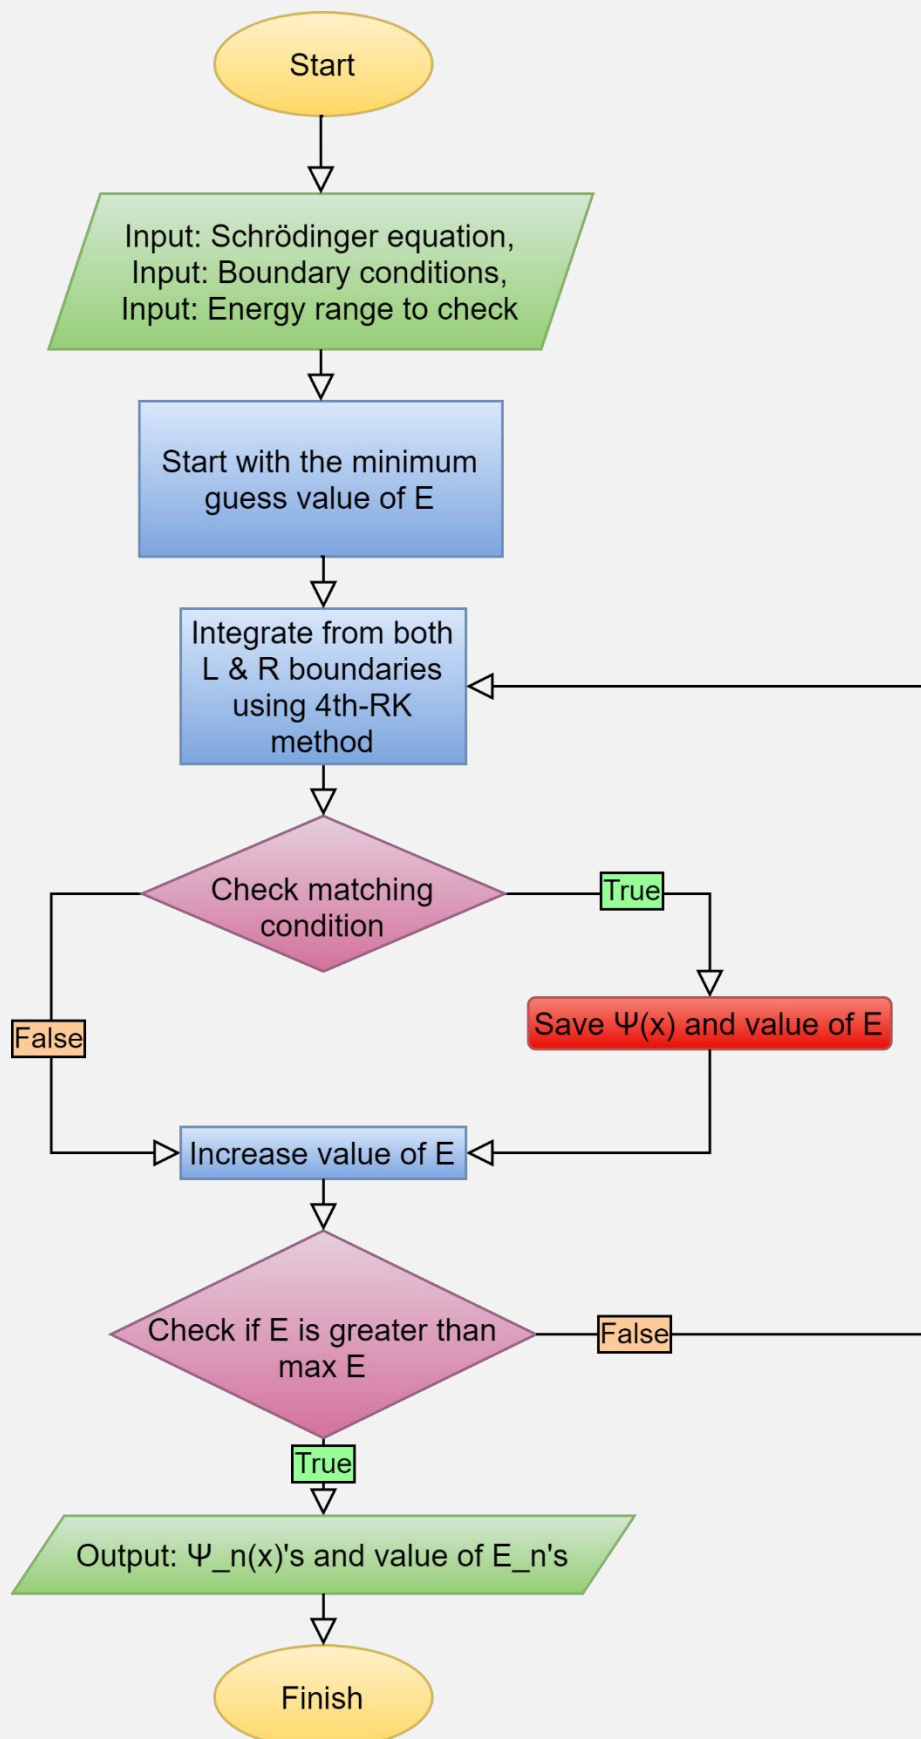 Start
Input: Schrödinger equation,
Input: Boundary conditions,
Input: Energy range to check
Start with the minimum
guess value of E
Integrate from both
L & R boundaries
using 4th-RK
method
Check matching
condition
True
Save Ψ(x) and value of E
False
Increase value of E
Check if E is greater than
max E
False
True
Output: Ψ_n(x)'s and value of E_n's
Finish